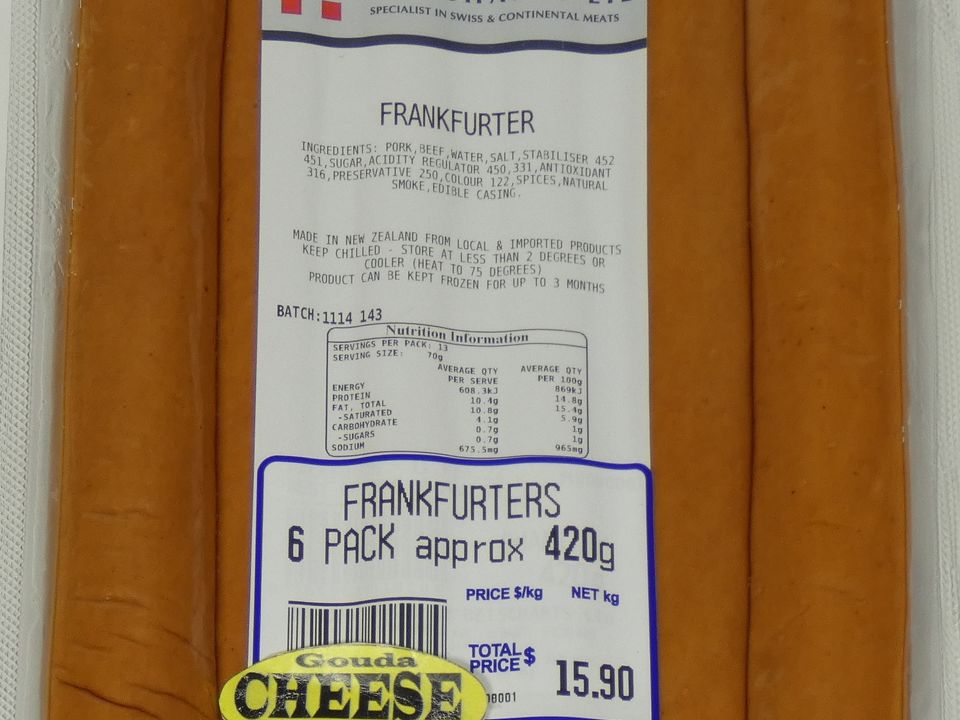 SPECIALIST IN SWISS & CONTINENTAL MEATS
FRANKFURTER
INGREDIENTS: PORK,BEEF,WATER,SALT,STABILISER 452
451,SUGAR,ACIDITY REGULATOR 450,331,ANTIOXIDANT
316,PRESERVATIVE 250,COLOUR 122,SPICES,NATURAL
SMOKE,EDIBLE CASING.
MADE IN NEW ZEALAND FROM LOCAL & IMPORTED PRODUCTS
KEEP CHILLED - STORE AT LESS THAN 2 DEGREES OR
COOLER (HEAT TO 75 DEGREES)
PRODUCT CAN BE KEPT FROZEN FOR UP TO 3 MONTHS
BATCH:1114 143
Nutrition Information
SERVINGS PER PACK: 13
SERVING SIZE: 70g
AVERAGE QTY AVERAGE QTY
PER SERVE PER 100g
ENERGY 608.3kJ 869kJ
PROTEIN 10.4g 14.8g
FAT, TOTAL 10.8g 15.4g
-SATURATED 4.1g 5.9g
CARBOHYDRATE 0.7g 1g
-SUGARS 0.7g 1g
SODIUM 675.5mg 965mg
FRANKFURTERS
6 PACK approx 420g
PRICE $/kg NET kg
TOTAL PRICE $ 15.90
08001
Gouda
CHEESE